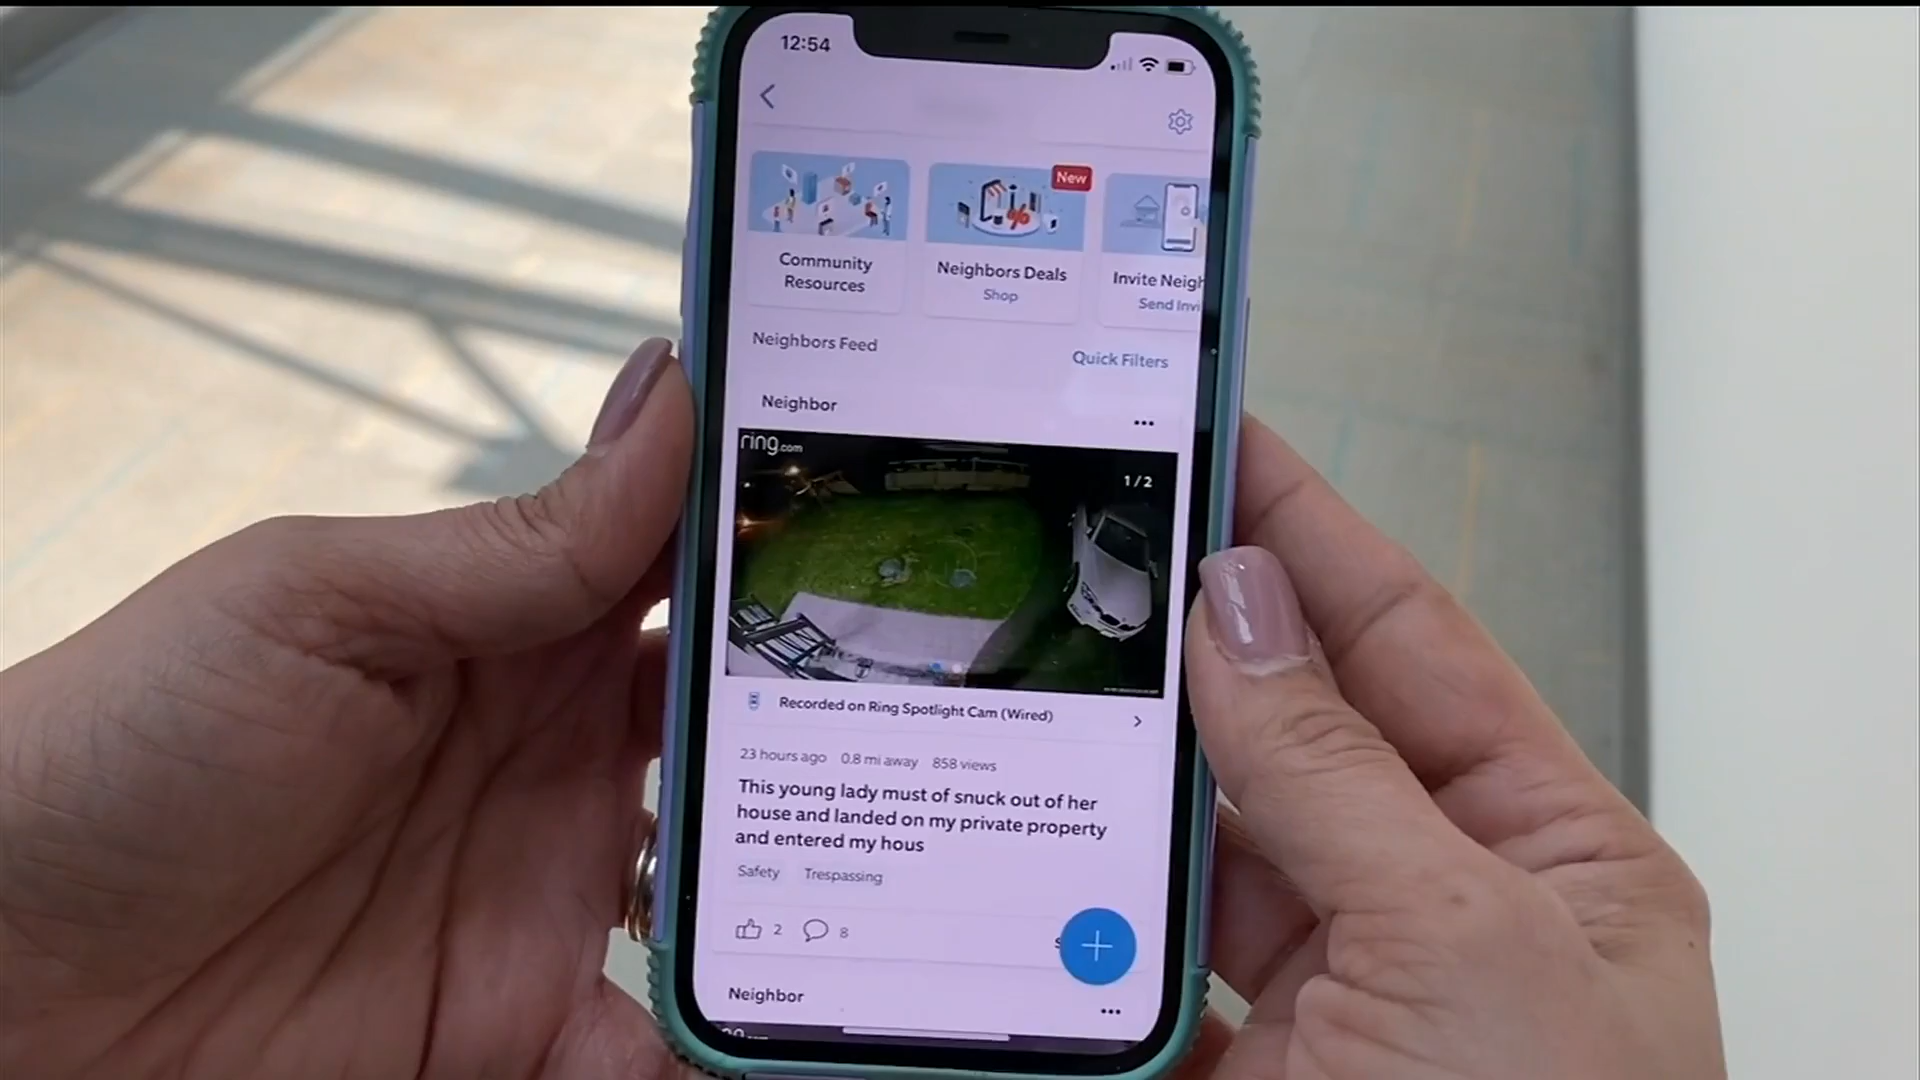 12:54
New
Community
Resources
Neighbors Deals
Shop
Invite Neigh
Send Invi
Neighbors Feed
Quick Filters
Neighbor
ring.com
1/2
Recorded on Ring Spotlight Cam (Wired)
23 hours ago 0.8 mi away 858 views
This young lady must of snuck out of her
house and landed on my private property
and entered my hous
Safety Trespassing
2 8
Neighbor